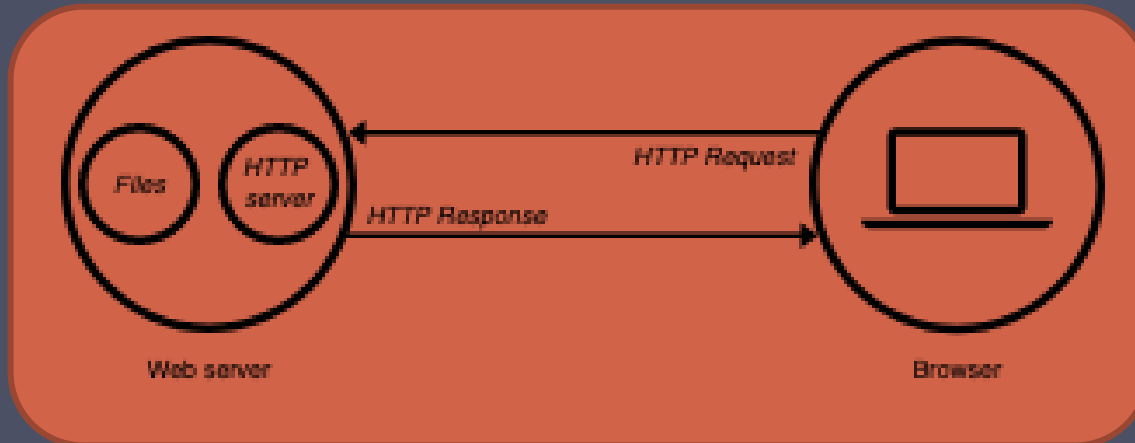 HTTP Request
Files
HTTP
server
HTTP Response
Web server
Browser